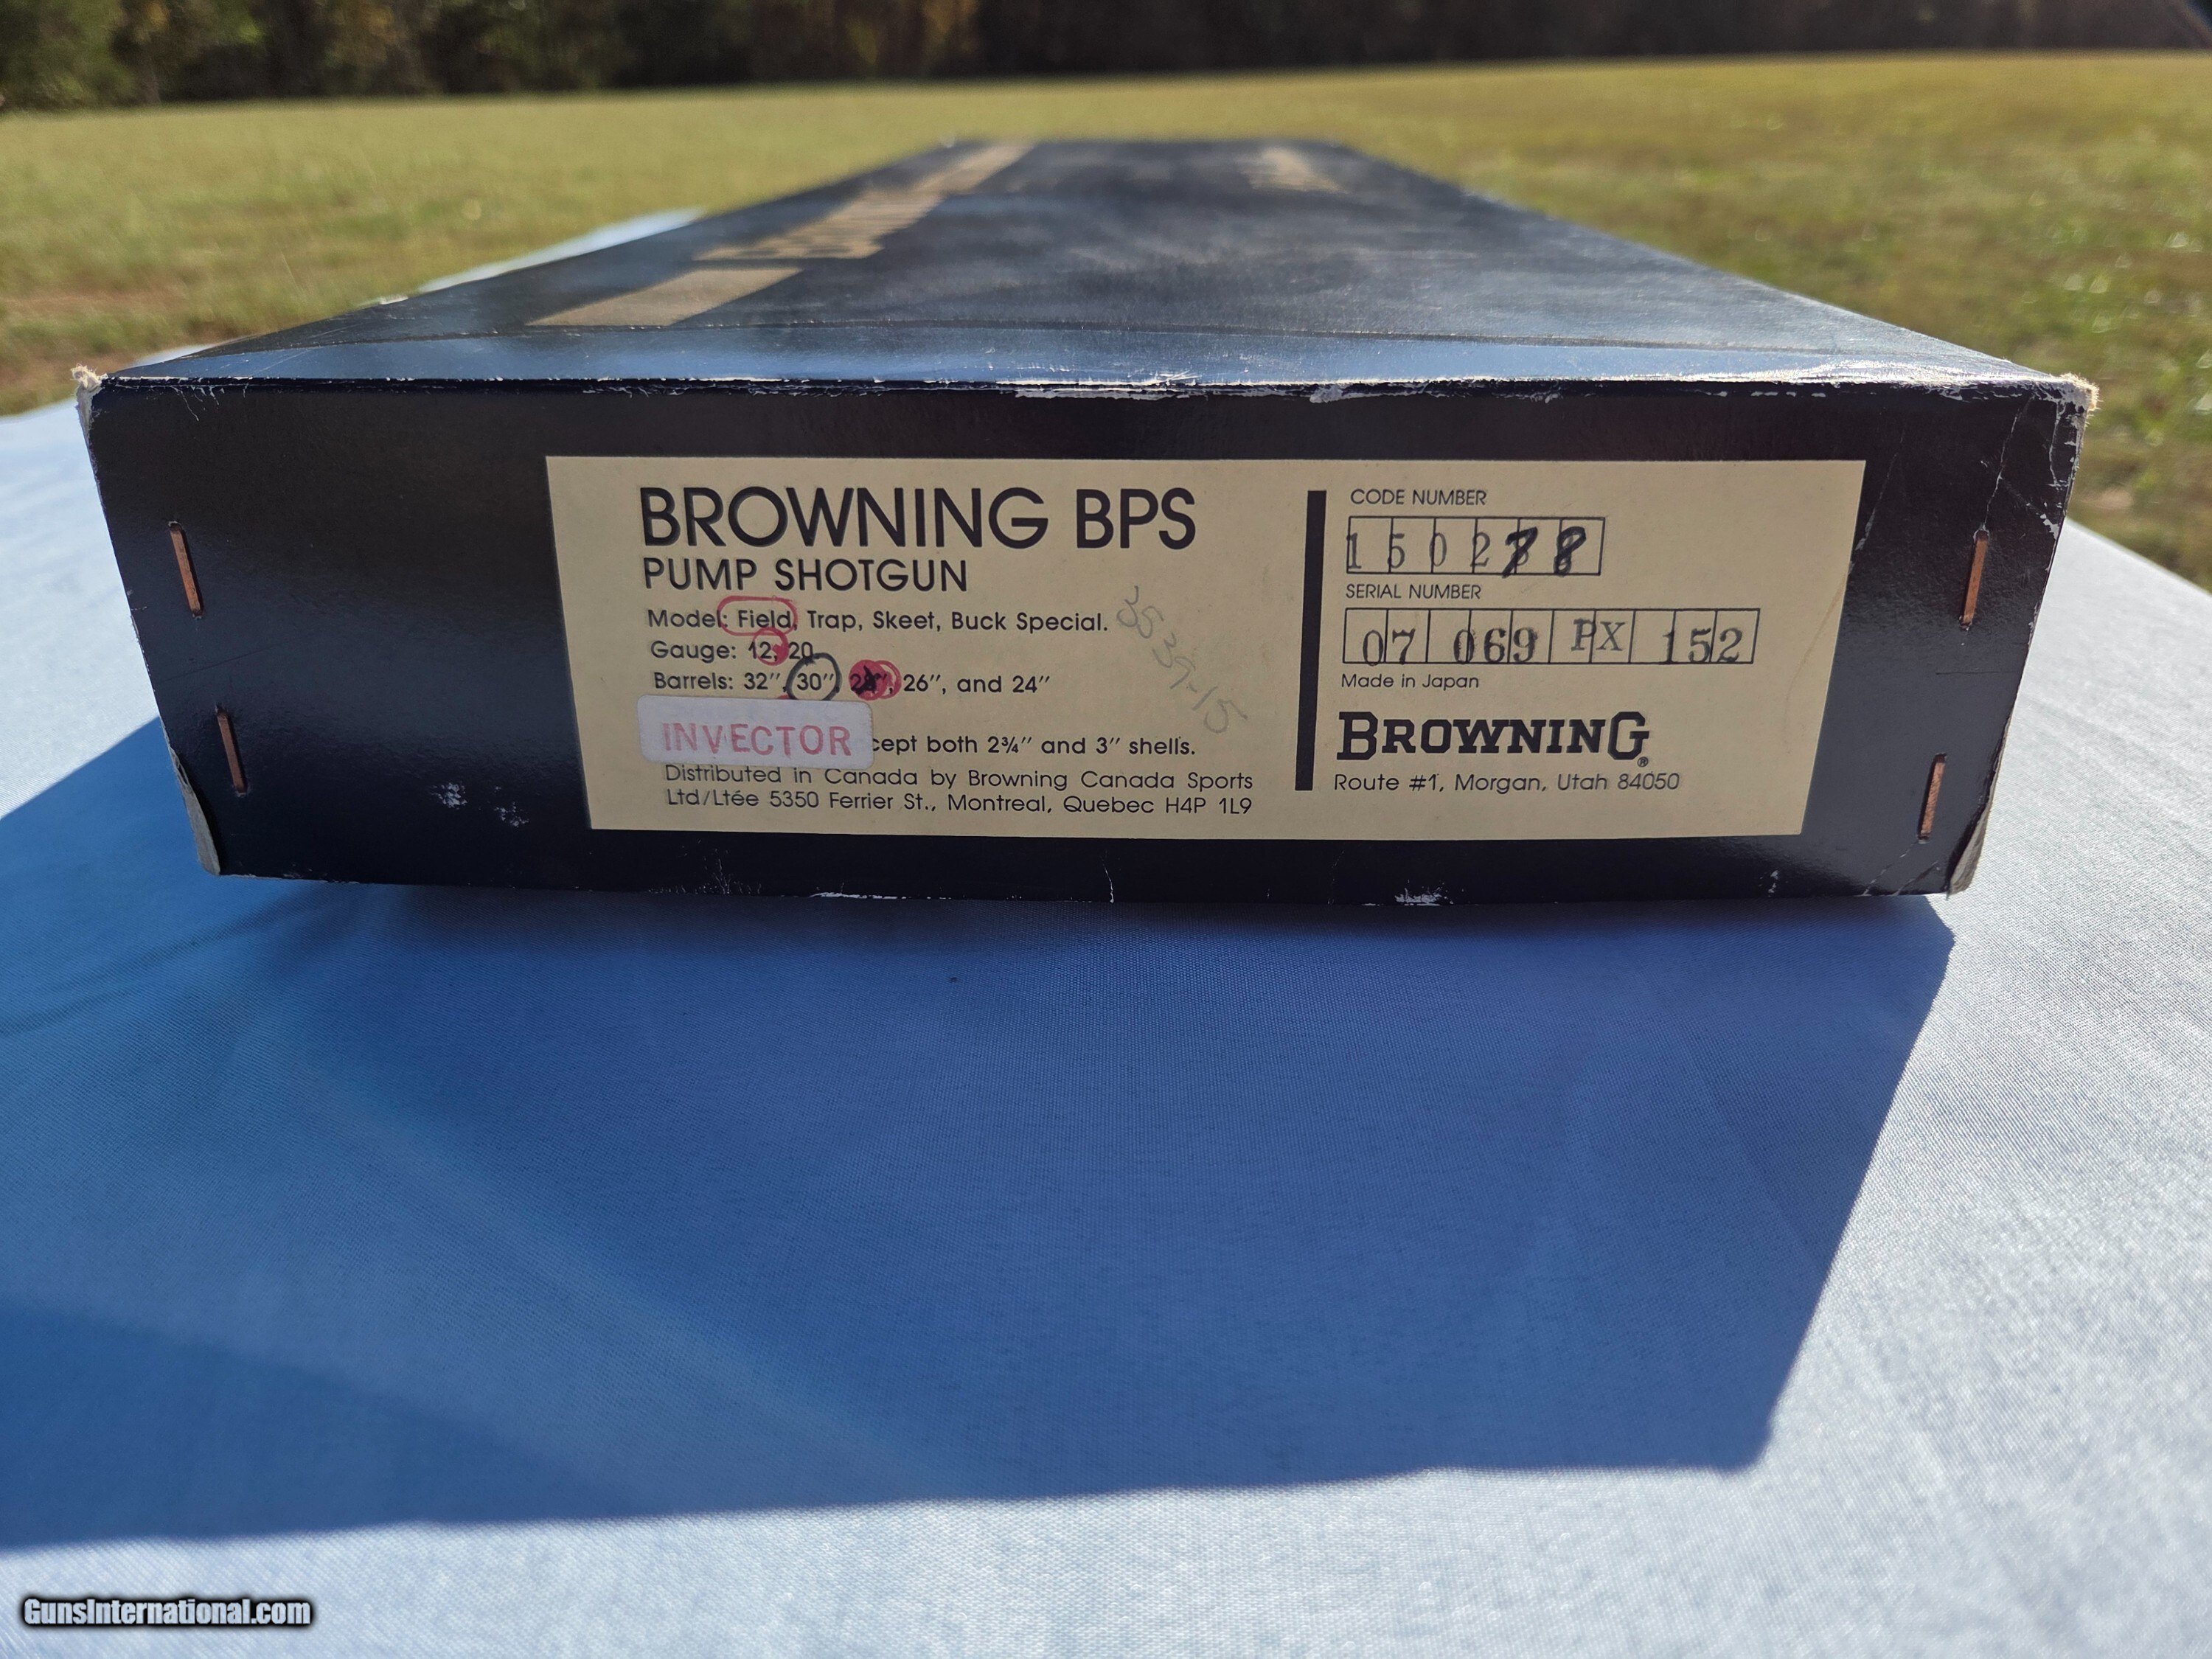 BROWNING
BROWNING BPS
PUMP SHOTGUN
Model: Field, Trap, Skeet, Buck Special.
Gauge: 12, 20
Barrels: 32", 30", 28", 26", and 24"
INVECTOR cept both 2¾" and 3" shells.
Distributed in Canada by Browning Canada Sports
Ltd/Ltée 5350 Ferrier St., Montreal, Quebec H4P 1L9
CODE NUMBER
150278
SERIAL NUMBER
07 069 PX 152
Made in Japan
BROWNING®
Route #1, Morgan, Utah 84050
GunsInternational.com